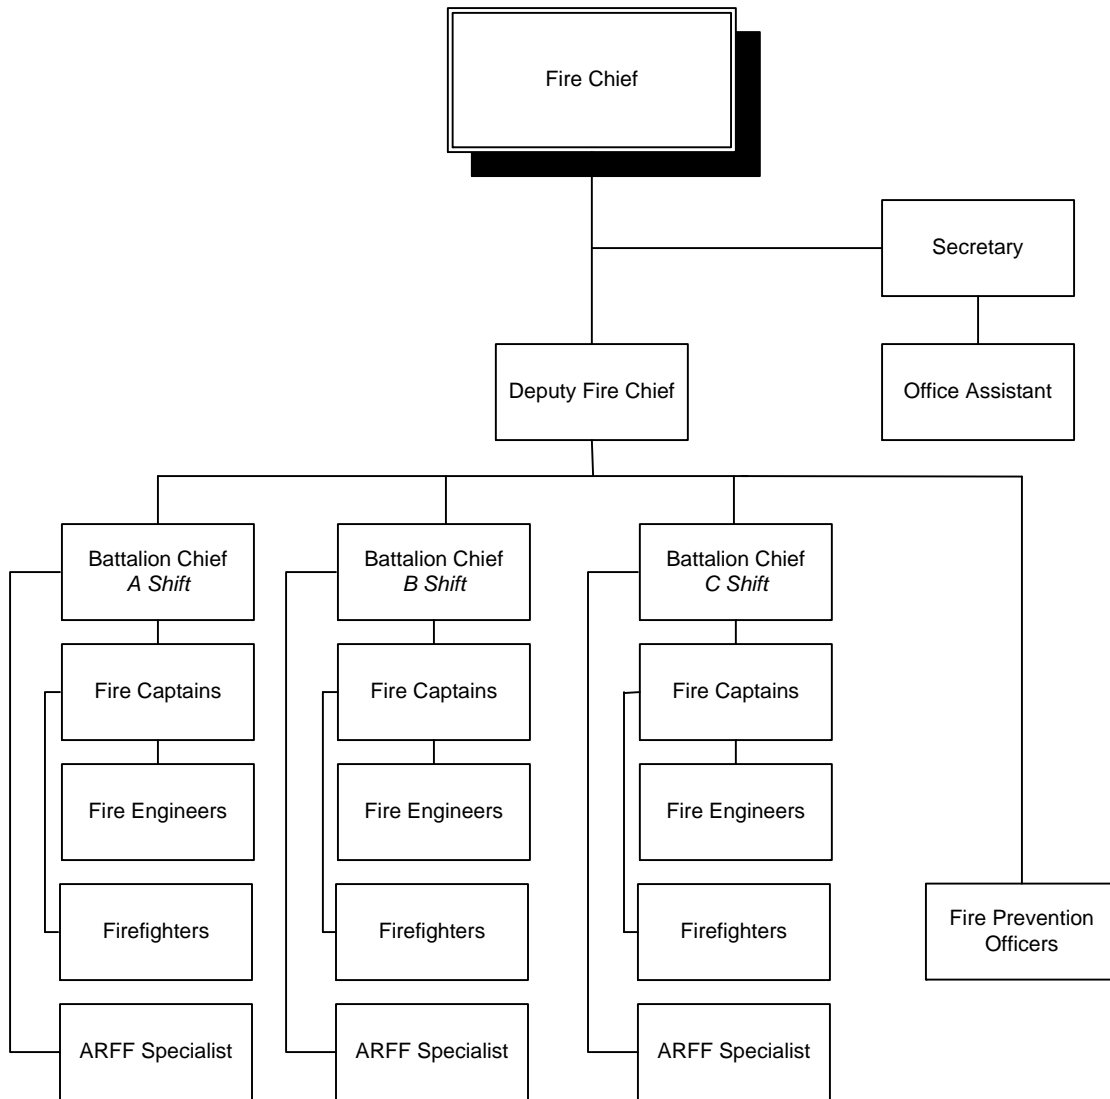 Fire Chief
Secretary
Deputy Fire Chief
Office Assistant
Battalion Chief
A Shift
Battalion Chief
B Shift
Battalion Chief
C Shift
Fire Captains
Fire Captains
Fire Captains
Fire Engineers
Fire Engineers
Fire Engineers
Firefighters
Firefighters
Firefighters
Fire Prevention
Officers
ARFF Specialist
ARFF Specialist
ARFF Specialist